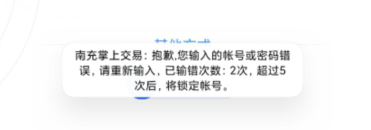 南充掌上交易：抱歉,您输入的帐号或密码错
误，请重新输入，已输错次数：2次，超过5
次后，将锁定帐号。